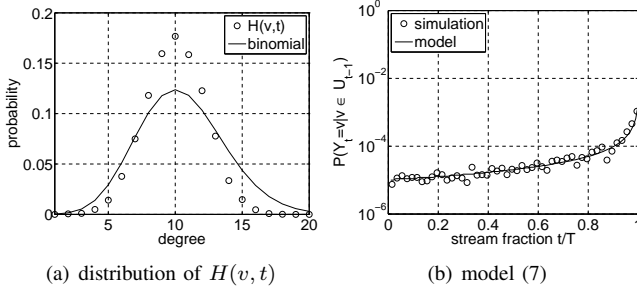 0.2
0.15
0.1
0.05
0
probability
5 10 15 20
degree
H(v,t)
binomial
(a) distribution of H(v, t)
10^0
10^-2
10^-4
10^-6
P(Y_t=v|v ∈ U_t-1)
0 0.2 0.4 0.6 0.8 1
stream fraction t/T
simulation
model
(b) model (7)